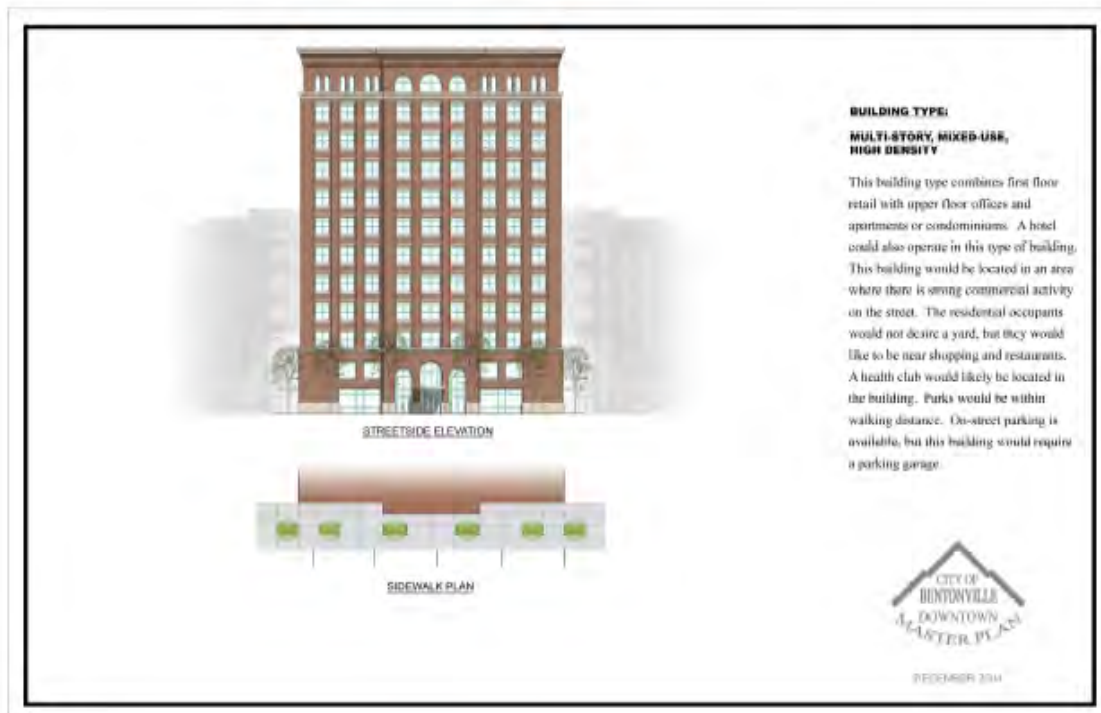 BUILDING TYPE:
MULTI-STORY, MIXED-USE,
HIGH DENSITY
This building type combines first floor
retail with upper floor offices and
apartments or condominiums. A hotel
could also operate in this type of building.
This building would be located in an area
where there is strong commercial activity
on the street. The residential occupants
would not desire a yard, but they would
like to be near shopping and restaurants.
A health club would likely be located in
the building. Parks would be within
walking distance. On-street parking is
available, but this building would require
a parking garage.
STREETSIDE ELEVATION
SIDEWALK PLAN
CITY OF
BENTONVILLE
DOWNTOWN
MASTER PLAN
DECEMBER